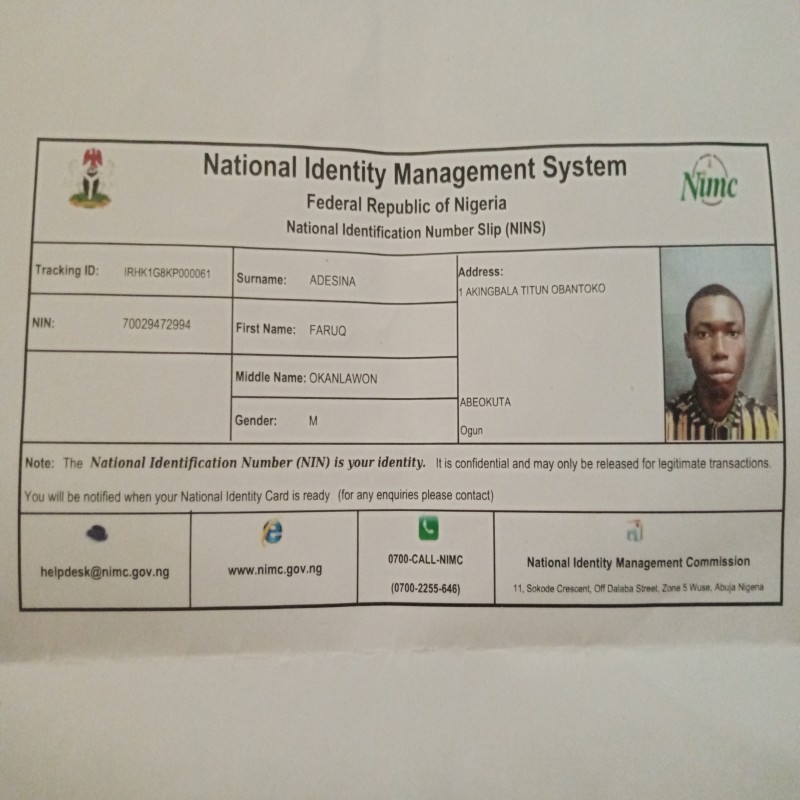 National Identity Management System
Federal Republic of Nigeria
National Identification Number Slip (NINS)
Nimc
Tracking ID: IRHK1G8KP000061
Surname: ADESINA
Address:
1 AKINGBALA TITUN OBANTOKO
NIN: 70029472994
First Name: FARUQ
Middle Name: OKANLAWON
ABEOKUTA
Gender: M
Ogun
Note: The National Identification Number (NIN) is your identity. It is confidential and may only be released for legitimate transactions.
You will be notified when your National Identity Card is ready (for any enquiries please contact)
helpdesk@nimc.gov.ng
www.nimc.gov.ng
0700-CALL-NIMC
(0700-2255-646)
National Identity Management Commission
11, Sokode Crescent, Off Dalaba Street, Zone 5 Wuse, Abuja Nigeria